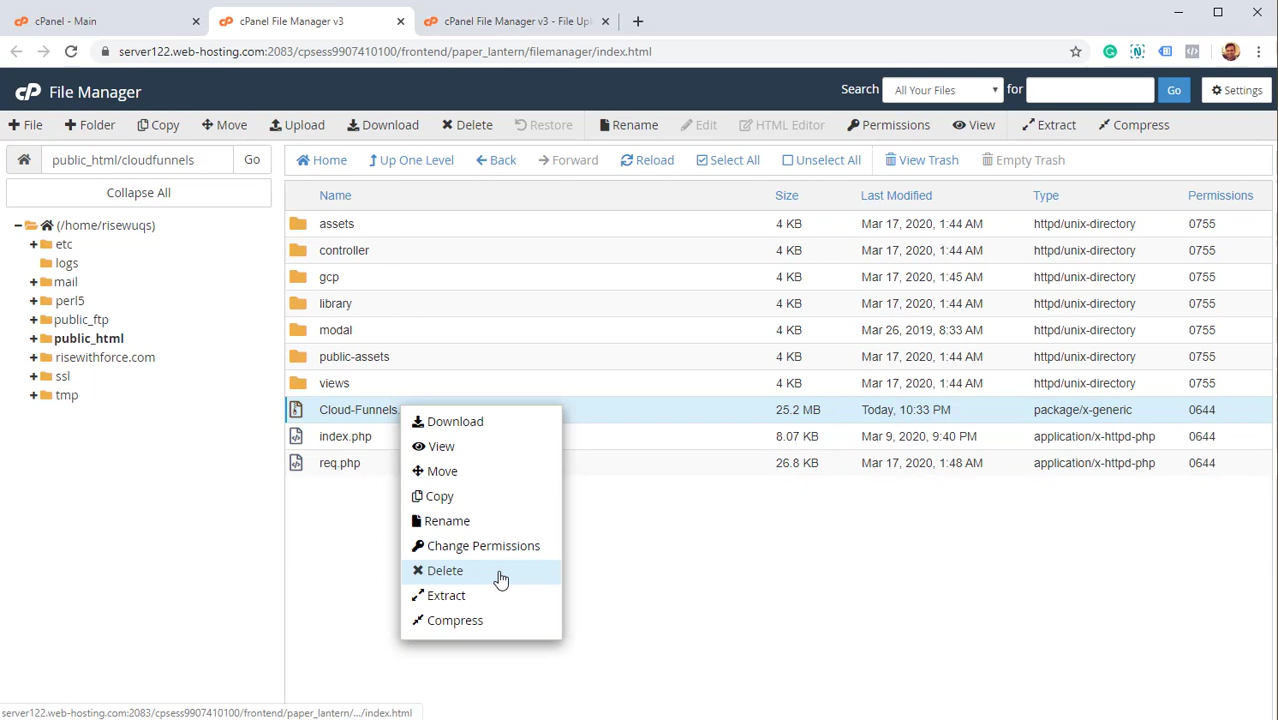 cPanel - Main
cPanel File Manager v3
cPanel File Manager v3 - File Upl
server122.web-hosting.com:2083/cpsess9907410100/frontend/paper_lantern/filemanager/index.html
cP File Manager
Search All Your Files for Go Settings
File Folder Copy Move Upload Download Delete Restore Rename Edit HTML Editor Permissions View Extract Compress
public_html/cloudfunnels Go
Home Up One Level Back Forward Reload Select All Unselect All View Trash Empty Trash
Collapse All
(/home/risewuqs)
etc
logs
mail
perl5
public_ftp
public_html
risewithforce.com
ssl
tmp
Name Size Last Modified Type Permissions
assets 4 KB Mar 17, 2020, 1:44 AM httpd/unix-directory 0755
controller 4 KB Mar 17, 2020, 1:44 AM httpd/unix-directory 0755
gcp 4 KB Mar 17, 2020, 1:45 AM httpd/unix-directory 0755
library 4 KB Mar 17, 2020, 1:44 AM httpd/unix-directory 0755
modal 4 KB Mar 26, 2019, 8:33 AM httpd/unix-directory 0755
public-assets 4 KB Mar 17, 2020, 1:44 AM httpd/unix-directory 0755
views 4 KB Mar 17, 2020, 1:44 AM httpd/unix-directory 0755
Cloud-Funnels. 25.2 MB Today, 10:33 PM package/x-generic 0644
index.php 8.07 KB Mar 9, 2020, 9:40 PM application/x-httpd-php 0644
req.php 26.8 KB Mar 17, 2020, 1:48 AM application/x-httpd-php 0644
Download
View
Move
Copy
Rename
Change Permissions
Delete
Extract
Compress
server122.web-hosting.com:2083/cpsess9907410100/frontend/paper_lantern/.../index.html